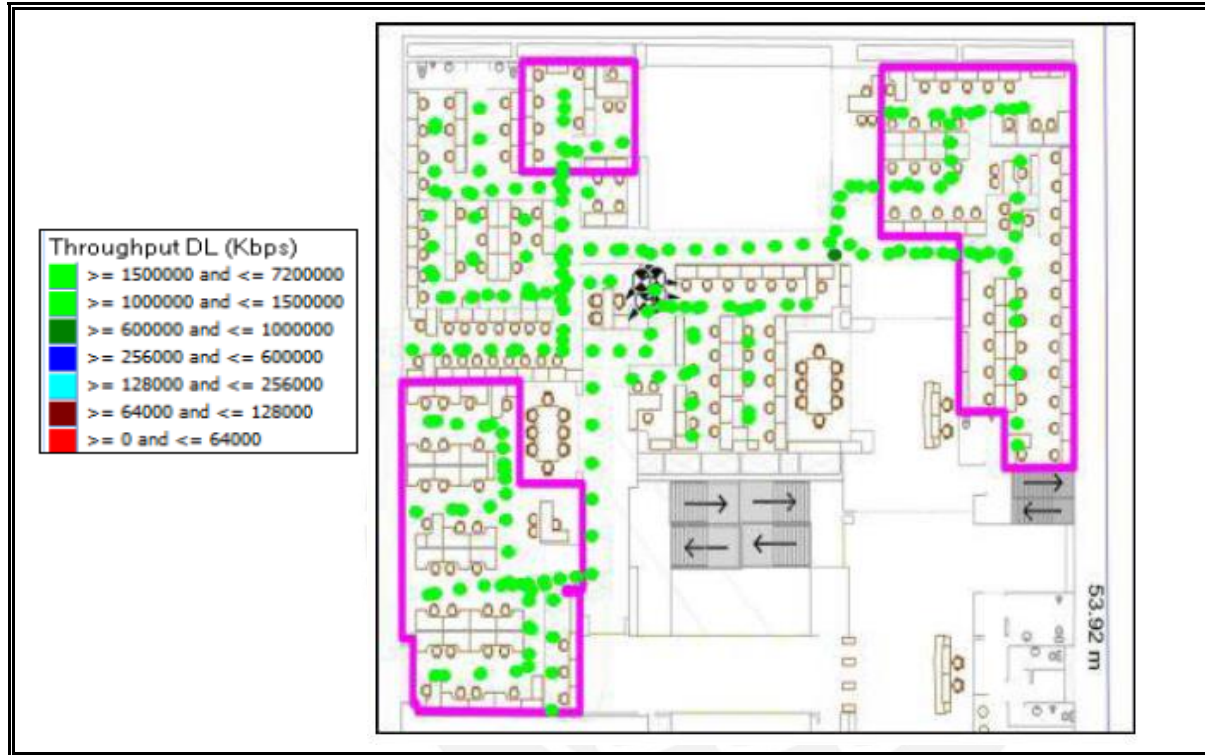 Throughput DL (Kbps)
>= 1500000 and <= 7200000
>= 1000000 and <= 1500000
>= 600000 and <= 1000000
>= 256000 and <= 600000
>= 128000 and <= 256000
>= 64000 and <= 128000
>= 0 and <= 64000
53.92 m